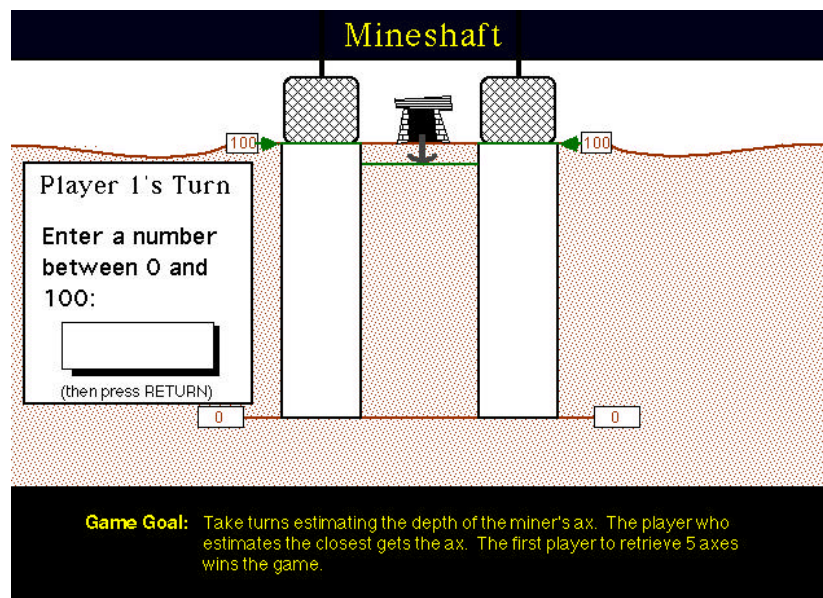 Mineshaft
100
100
Player 1's Turn
Enter a number
between 0 and
100:
(then press RETURN)
0
0
Game Goal: Take turns estimating the depth of the miner's ax. The player who
estimates the closest gets the ax. The first player to retrieve 5 axes
wins the game.